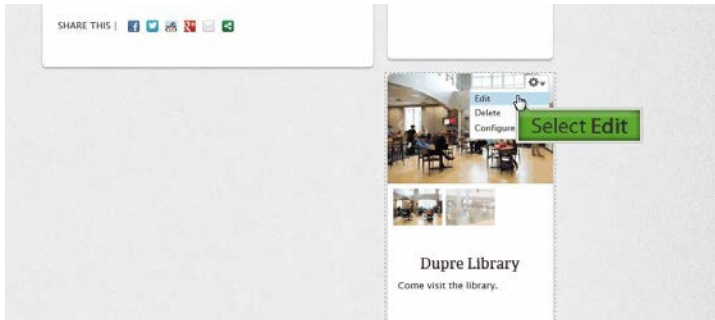 SHARE THIS |
Edit
Delete
Configure
Select Edit
Dupre Library
Come visit the library.